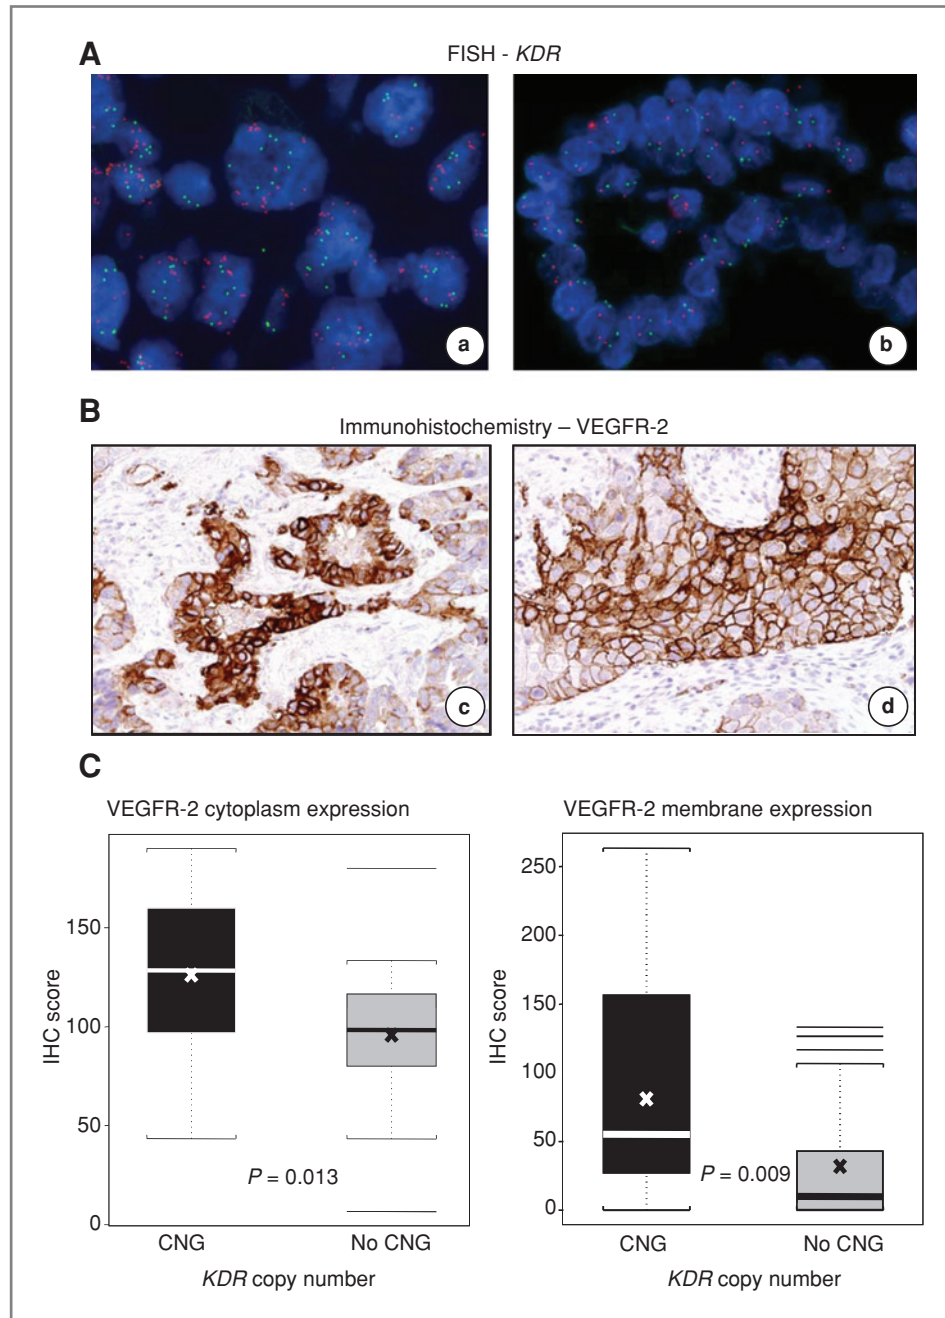 A
FISH - KDR
a
b
B
Immunohistochemistry – VEGFR-2
c
d
C
VEGFR-2 cytoplasm expression
IHC score
150
100
50
0
P = 0.013
CNG
No CNG
KDR copy number
VEGFR-2 membrane expression
IHC score
250
200
150
100
50
0
P = 0.009
CNG
No CNG
KDR copy number